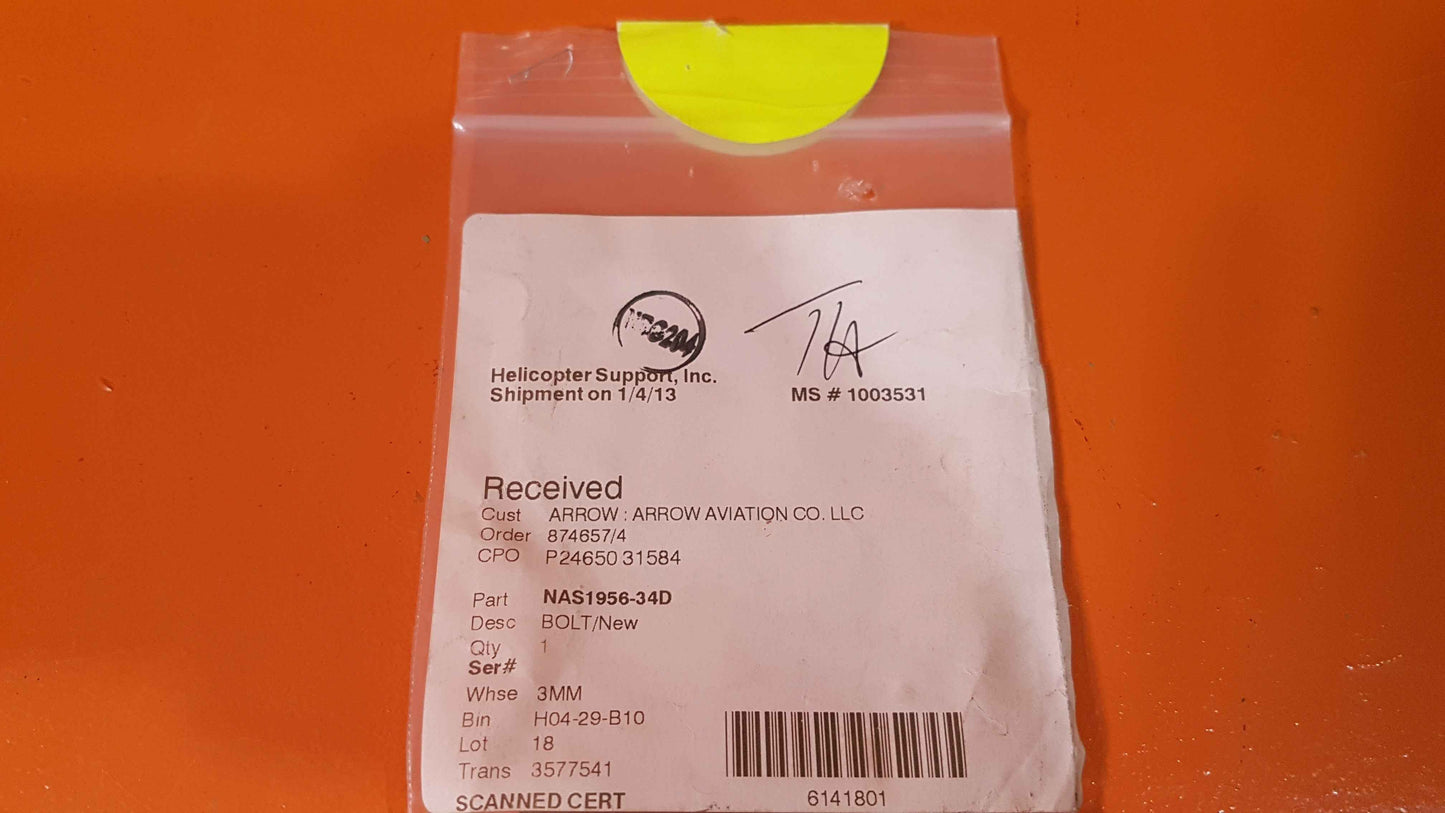 Helicopter Support, Inc.
Shipment on 1/4/13 MS # 1003531
Received
Cust ARROW : ARROW AVIATION CO. LLC
Order 874657/4
CPO P24650 31584
Part NAS1956-34D
Desc BOLT/New
Qty 1
Ser#
Whse 3MM
Bin H04-29-B10
Lot 18
Trans 3577541
SCANNED CERT 6141801